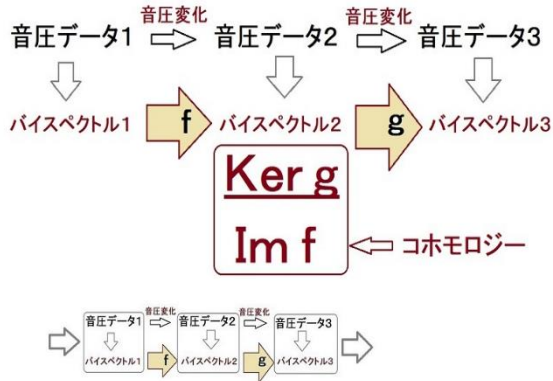 音圧変化 音圧変化
音圧データ1 音圧データ2 音圧データ3
バイスペクトル1 f バイスペクトル2 g バイスペクトル3
Ker g
Im f
コホモロジー
音圧変化 音圧変化
音圧データ1 音圧データ2 音圧データ3
バイスペクトル1 f バイスペクトル2 g バイスペクトル3